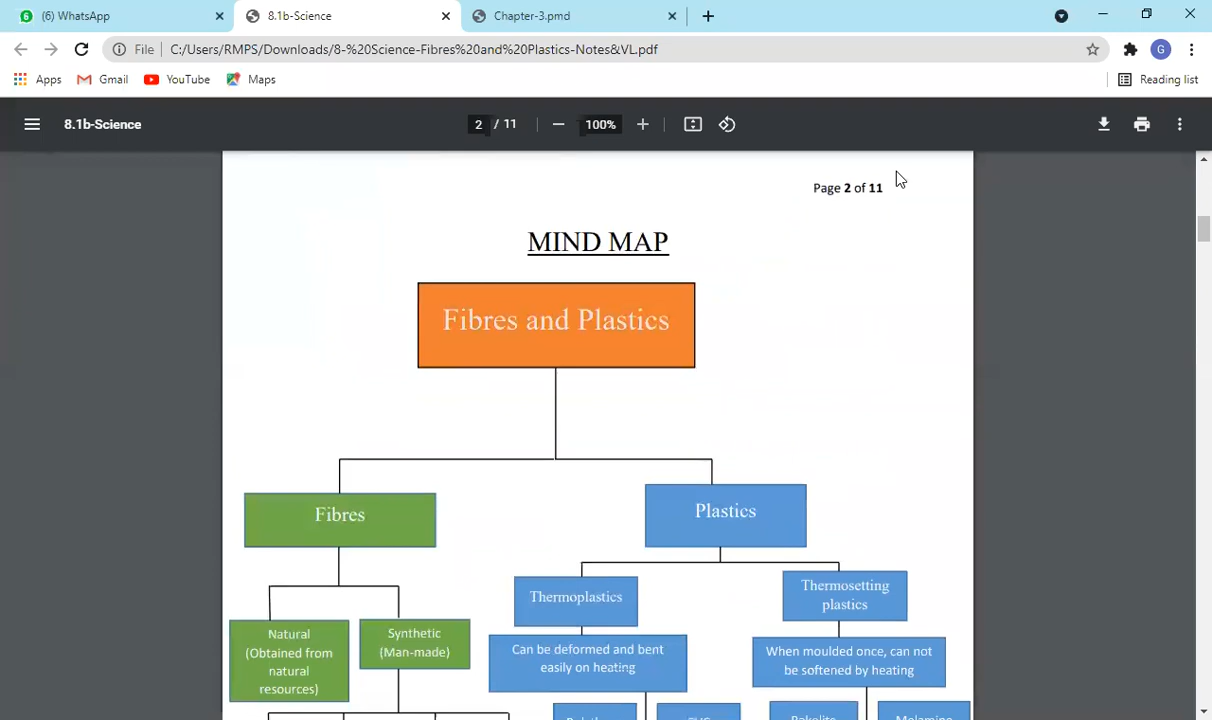 6 (6) WhatsApp
8.1b-Science
Chapter-3.pmd
File
C:/Users/RMPS/Downloads/8-%20Science-Fibres%20and%20Plastics-Notes&VL.pdf
G
Apps
Gmail
YouTube
Maps
Reading list
8.1b-Science
2 / 11
100%
Page 2 of 11
MIND MAP
Fibres and Plastics
Fibres
Plastics
Thermoplastics
Thermosetting
plastics
Natural
(Obtained from
natural
resources)
Synthetic
(Man-made)
Can be deformed and bent
easily on heating
When moulded once, can not
be softened by heating
Bakelite
Melamine